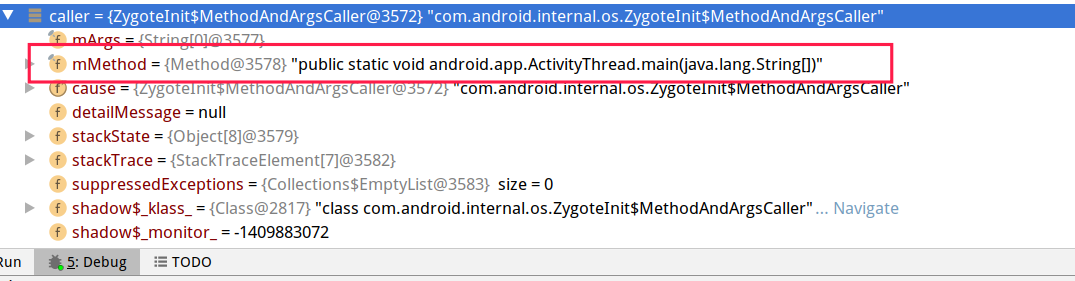 caller = {ZygoteInit$MethodAndArgsCaller@3572} "com.android.internal.os.ZygoteInit$MethodAndArgsCaller"
f mArgs = {String[0]@3577}
f mMethod = {Method@3578} "public static void android.app.ActivityThread.main(java.lang.String[])"
f cause = {ZygoteInit$MethodAndArgsCaller@3572} "com.android.internal.os.ZygoteInit$MethodAndArgsCaller"
f detailMessage = null
f stackState = {Object[8]@3579}
f stackTrace = {StackTraceElement[7]@3582}
f suppressedExceptions = {Collections$EmptyList@3583} size = 0
f shadow$_klass_ = {Class@2817} "class com.android.internal.os.ZygoteInit$MethodAndArgsCaller"... Navigate
f shadow$_monitor_ = -1409883072
Run 5: Debug TODO